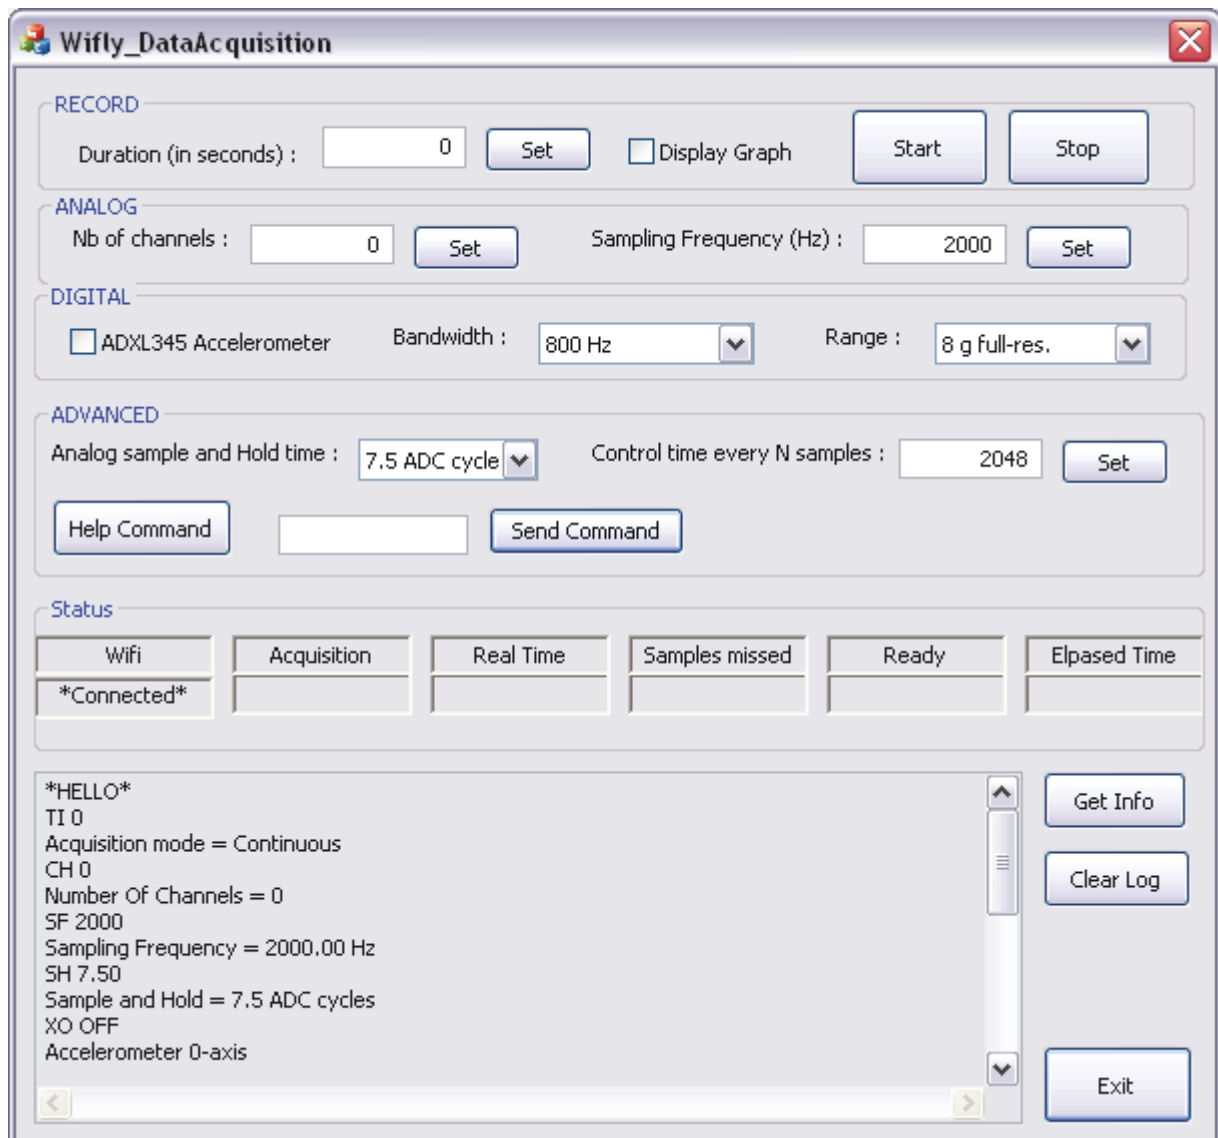 Wifly_DataAcquisition
RECORD
Duration (in seconds) : 0 Set Display Graph Start Stop
ANALOG
Nb of channels : 0 Set Sampling Frequency (Hz) : 2000 Set
DIGITAL
ADXL345 Accelerometer Bandwidth : 800 Hz Range : 8 g full-res.
ADVANCED
Analog sample and Hold time : 7.5 ADC cycle Control time every N samples : 2048 Set
Help Command Send Command
Status
Wifi Acquisition Real Time Samples missed Ready Elpased Time
*Connected*
*HELLO*
TI 0
Acquisition mode = Continuous
CH 0
Number Of Channels = 0
SF 2000
Sampling Frequency = 2000.00 Hz
SH 7.50
Sample and Hold = 7.5 ADC cycles
XO OFF
Accelerometer 0-axis
Get Info
Clear Log
Exit